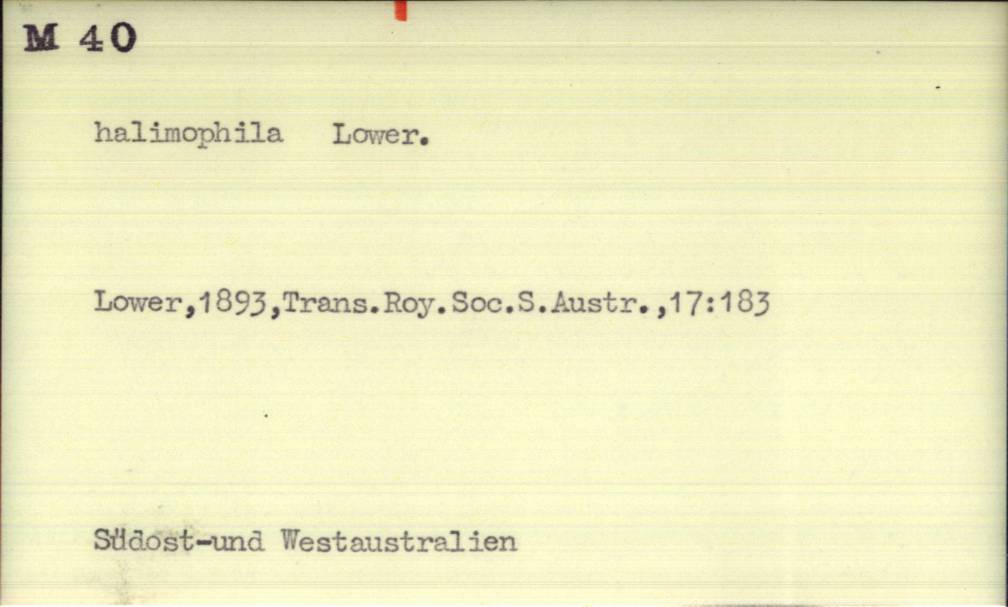 M 40
halimophila Lower.
Lower,1893,Trans.Roy.Soc.S.Austr.,17:183
Südost-und Westaustralien